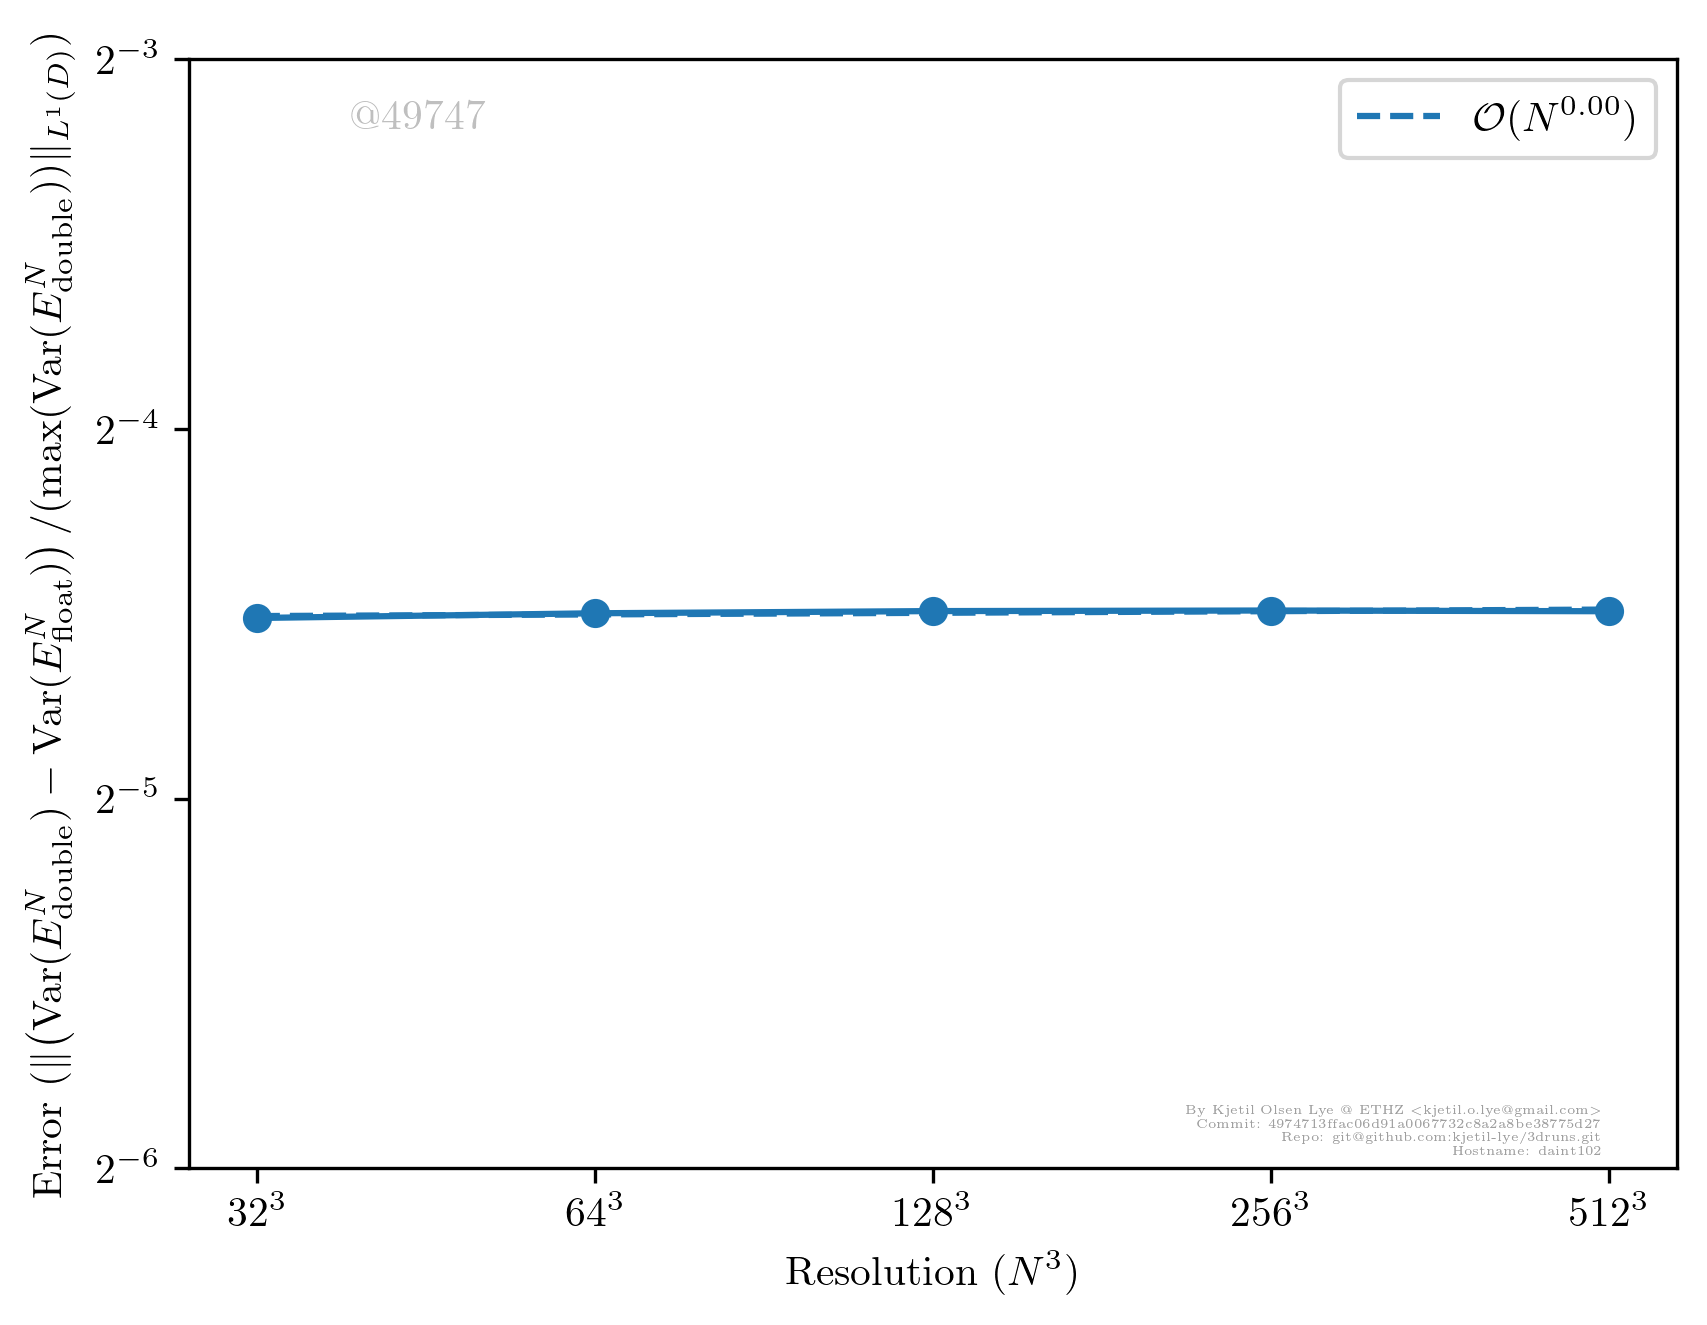 Error (‖(Var(E^N_double) − Var(E^N_float)) /(max(Var(E^N_double))‖_{L^1(D)})
2^{−3}
2^{−4}
2^{−5}
2^{−6}
@49747
𝒪(N^{0.00})
By Kjetil Olsen Lye @ ETHZ <kjetil.o.lye@gmail.com>
Commit: 4974713ffac06d91a0067732c8a2a8be38775d27
Repo: git@github.com:kjetil-lye/3druns.git
Hostname: daint102
32^3 64^3 128^3 256^3 512^3
Resolution (N^3)